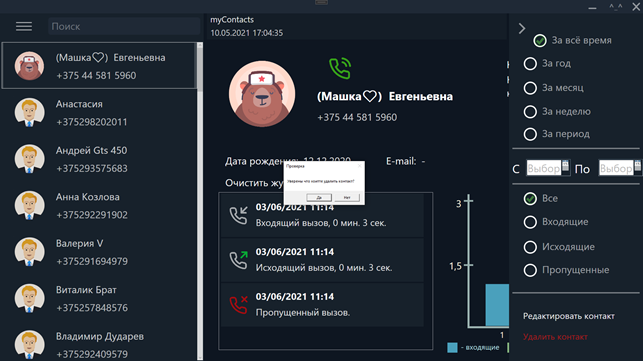 ^_^
Поиск
myContacts
10.05.2021 17:04:35
(Машка♡) Евгеньевна
+375 44 581 5960
Анастасия
+375298202011
Андрей Gts 450
+375293575683
Анна Козлова
+375292291902
Валерия V
+375291694979
Виталик Брат
+375257848576
Владимир Дударев
+375292409579
(Машка♡) Евгеньевна
+375 44 581 5960
Дата рождения: 12.12.2020 E-mail: -
Очистить жу
Проверка
Уверены что хотите удалить контакт?
Да
Нет
03/06/2021 11:14
Входящий вызов, 0 мин. 3 сек.
03/06/2021 11:14
Исходящий вызов, 0 мин. 3 сек.
03/06/2021 11:14
Пропущенный вызов.
3
1,5
1
- входящие
За всё время
За год
За месяц
За неделю
За период
С Выбор По Выбор
Все
Входящие
Исходящие
Пропущенные
Редактировать контакт
Удалить контакт